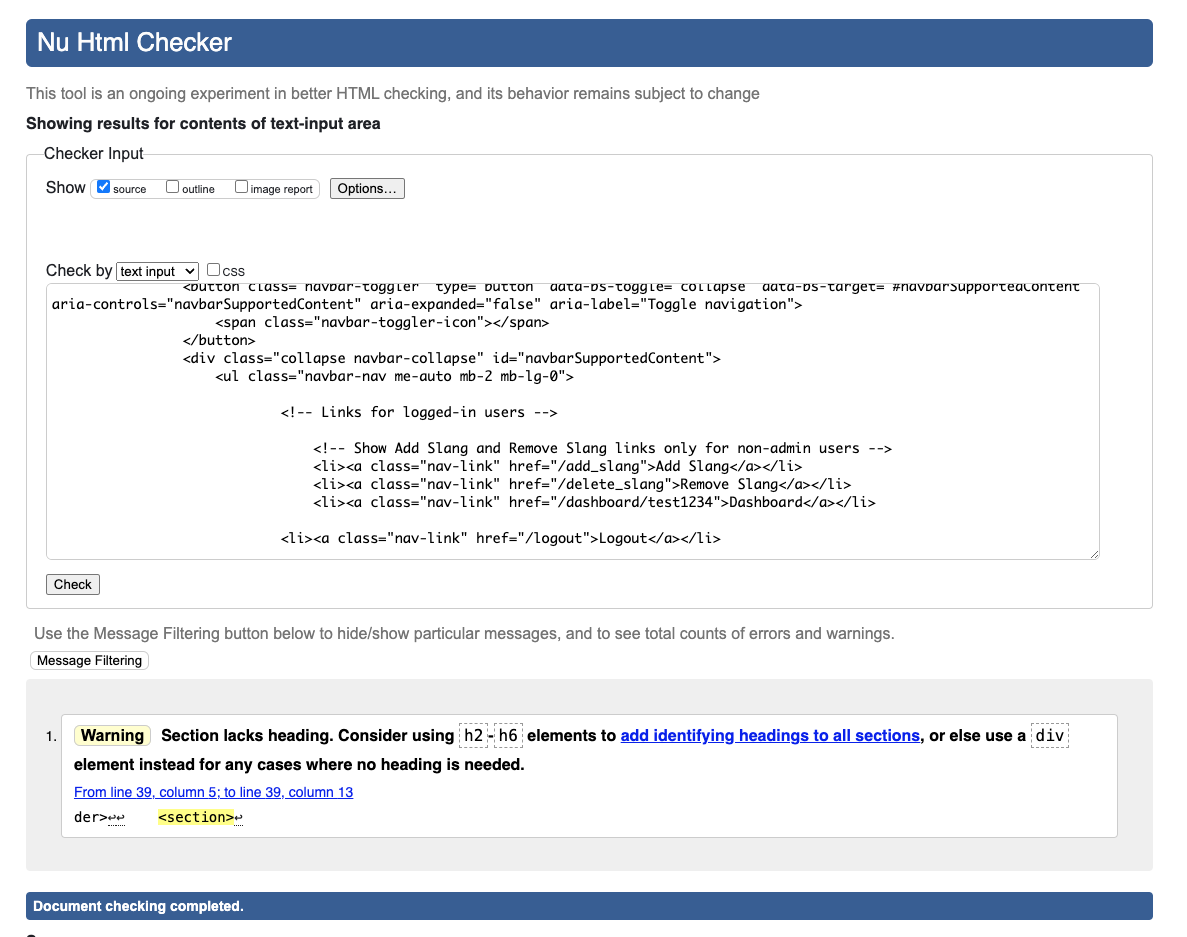 Nu Html Checker
This tool is an ongoing experiment in better HTML checking, and its behavior remains subject to change
Showing results for contents of text-input area
Checker Input
Show source outline image report Options...
Check by text input css
<button class="navbar-toggler" type="button" data-bs-toggle="collapse" data-bs-target="#navbarSupportedContent"
aria-controls="navbarSupportedContent" aria-expanded="false" aria-label="Toggle navigation">
<span class="navbar-toggler-icon"></span>
</button>
<div class="collapse navbar-collapse" id="navbarSupportedContent">
<ul class="navbar-nav me-auto mb-2 mb-lg-0">
<!-- Links for logged-in users -->
<!-- Show Add Slang and Remove Slang links only for non-admin users -->
<li><a class="nav-link" href="/add_slang">Add Slang</a></li>
<li><a class="nav-link" href="/delete_slang">Remove Slang</a></li>
<li><a class="nav-link" href="/dashboard/test1234">Dashboard</a></li>
<li><a class="nav-link" href="/logout">Logout</a></li>
Check
Use the Message Filtering button below to hide/show particular messages, and to see total counts of errors and warnings.
Message Filtering
1. Warning Section lacks heading. Consider using h2-h6 elements to add identifying headings to all sections, or else use a div
element instead for any cases where no heading is needed.
From line 39, column 5; to line 39, column 13
der>↩↩ <section>↩
Document checking completed.